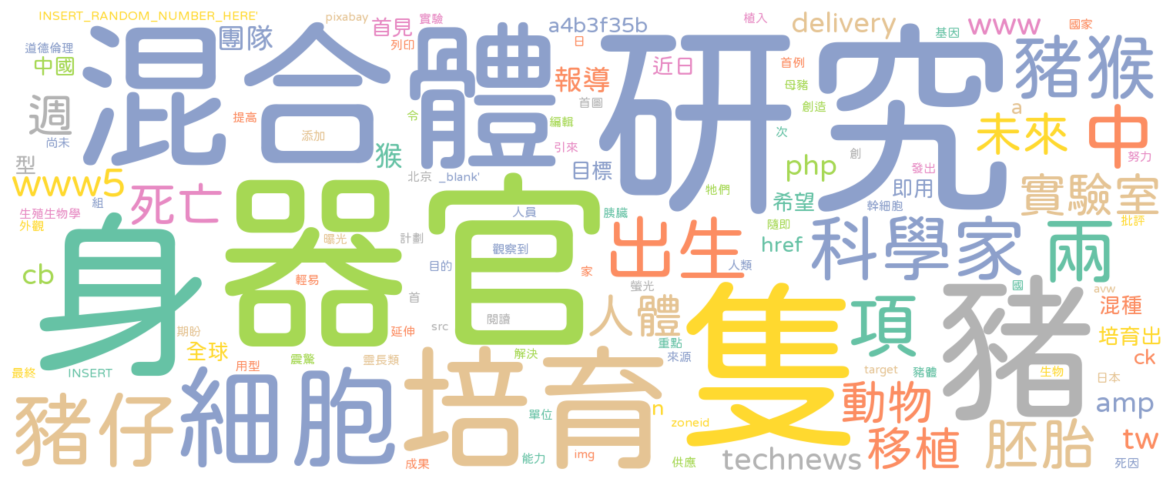 INSERT_RANDOM_NUMBER_HERE'
pixabay
實驗
首見
a4b3f35b
植入
delivery
www
基因
國家
道德倫理
中國
團隊
列印
日
報導
近日
首例
母豬
豬猴
混合體
研究
週
尚未
提高
添加
令
編輯
首圖
創造
a
未來
中
型
www5
猴
引來
次
目標
php
創
發出
努力
組
死亡
北京
_blank'
牠們
希望
即用
幹細胞
實驗室
批評
生殖生物學
外觀
身
器官
人員
胰臟
隨即
曝光
計劃
觀察到
出生
href
科學家
兩
cb
輕易
目的
家
人類
螢光
國
avw
豬
首
人體
隻
項
混種
期盼
全球
延伸
src
閱讀
重點
來源
培育出
最終
INSERT
用型
震驚
靈長類
解決
豬體
target
生物
日本
ck
豬仔
細胞
培育
單位
n
zoneid
動物
amp
成果
能力
img
供應
technews
移植
胚胎
tw
死因